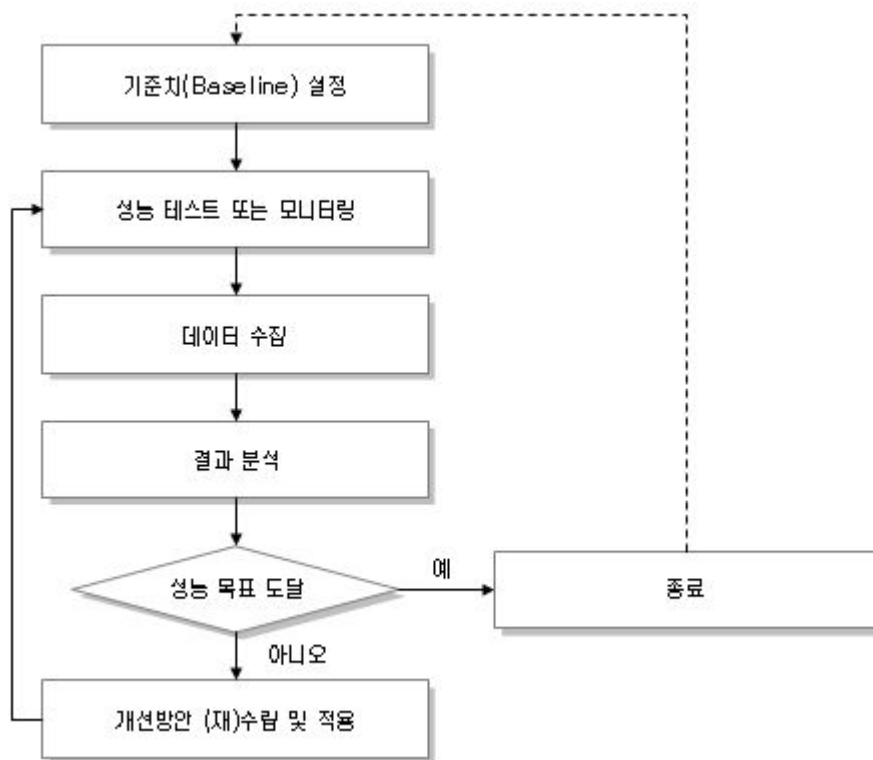 기준치(Baseline) 설정
성능 테스트 또는 모니터링
데이터 수집
결과 분석
성능 목표 도달
예
종료
아니오
개선방안 (재)수립 및 적용